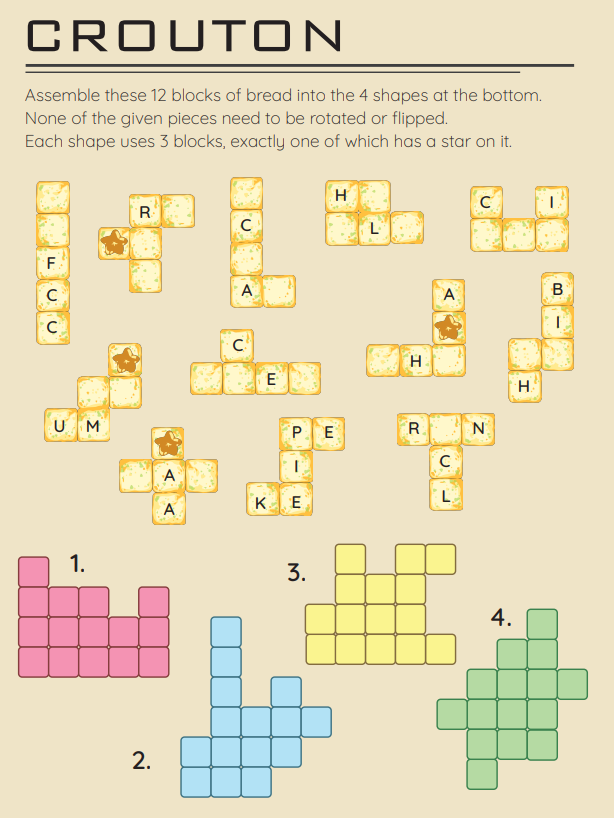 CROUTON
Assemble these 12 blocks of bread into the 4 shapes at the bottom.
None of the given pieces need to be rotated or flipped.
Each shape uses 3 blocks, exactly one of which has a star on it.
H
C I
R
C
L
F
B
A
A
C
I
C
C
H
H
E
R N
U M
P E
C
I
A
L
K E
A
1.
3.
4.
2.